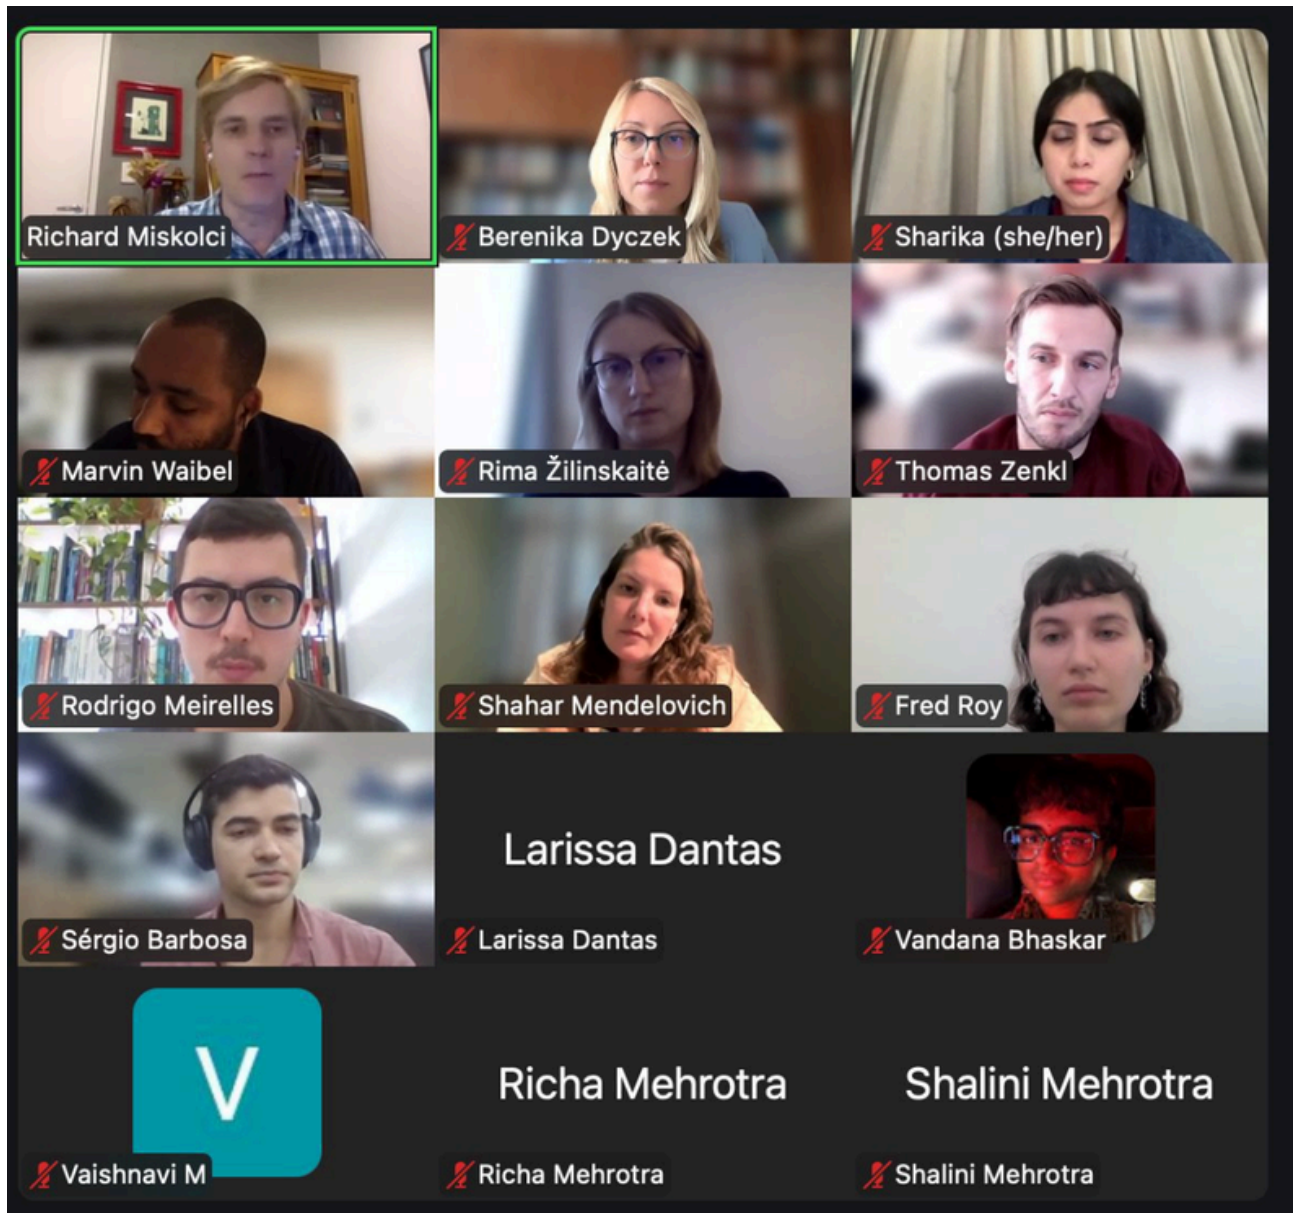 Richard Miskolci
Berenika Dyczek
Sharika (she/her)
Marvin Waibel
Rima Žilinskaitė
Thomas Zenkl
Rodrigo Meirelles
Shahar Mendelovich
Fred Roy
Sérgio Barbosa
Larissa Dantas
Larissa Dantas
Vandana Bhaskar
V
Vaishnavi M
Richa Mehrotra
Richa Mehrotra
Shalini Mehrotra
Shalini Mehrotra